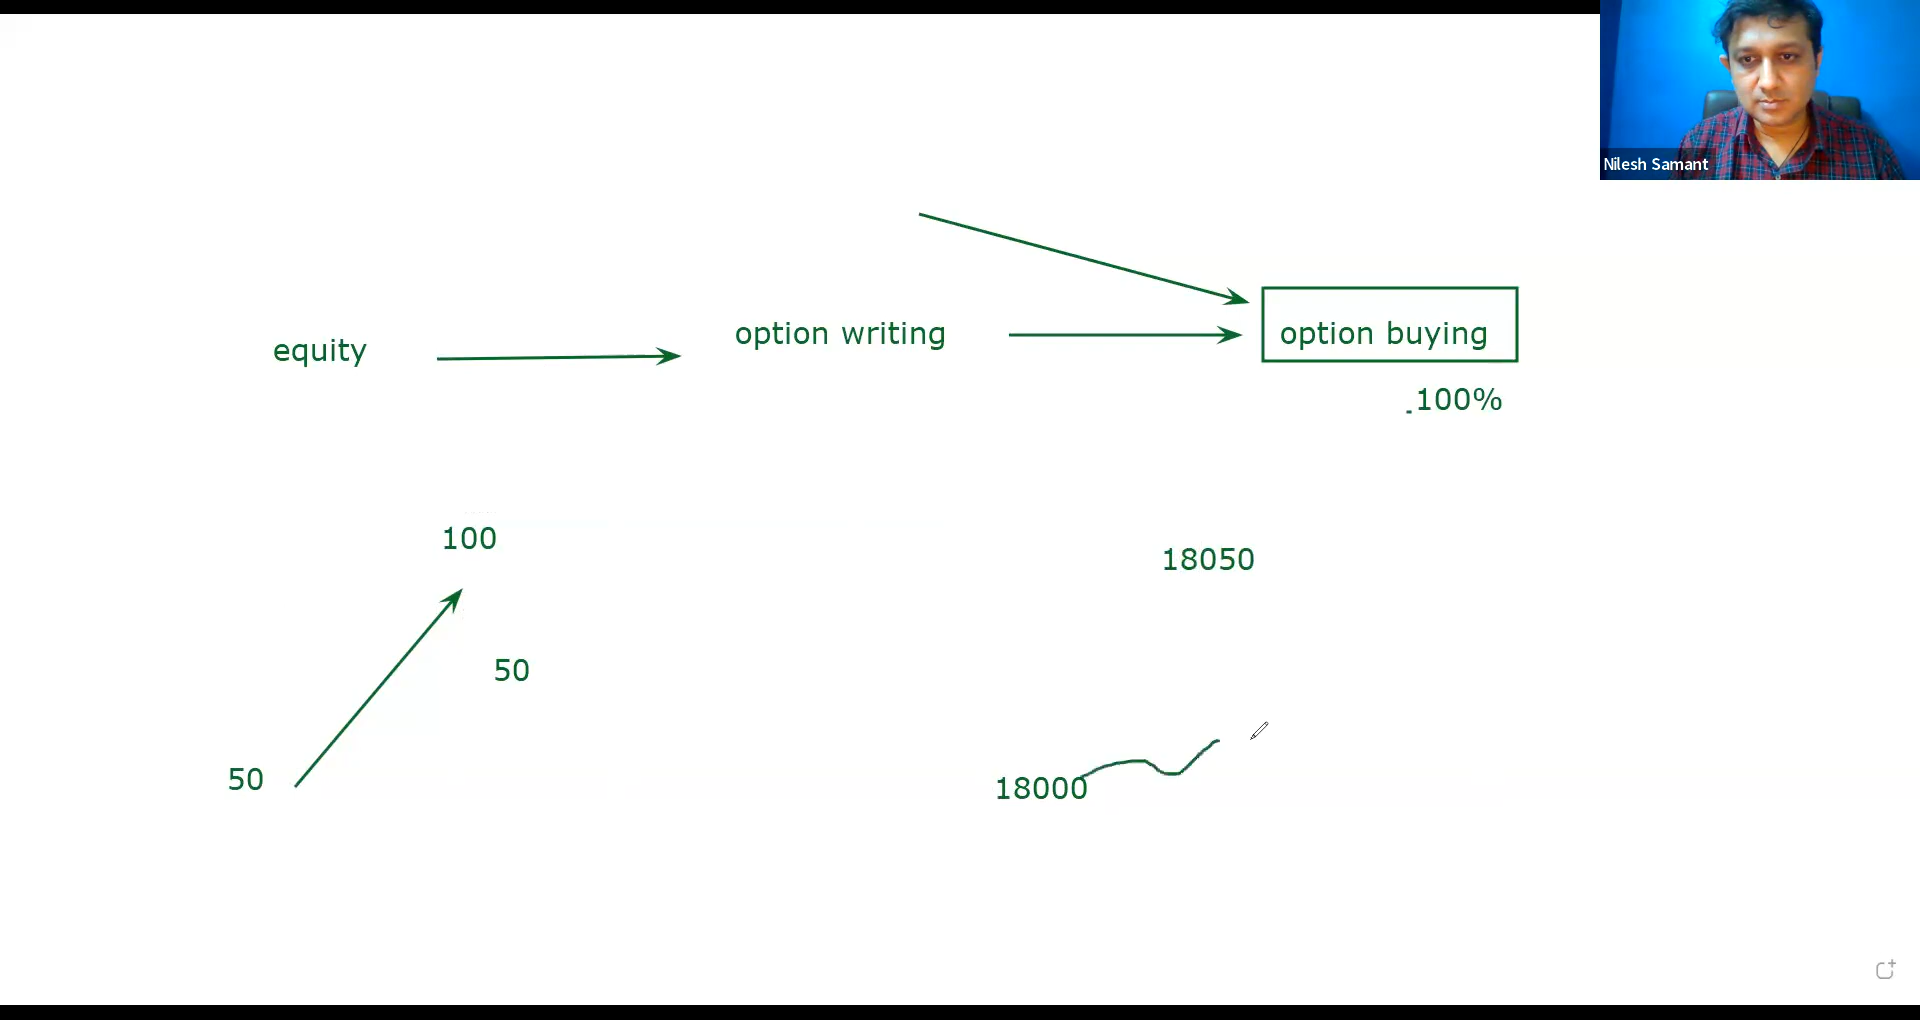 Nilesh Samant
equity
option writing
option buying
-100%
100
18050
50
50
18000